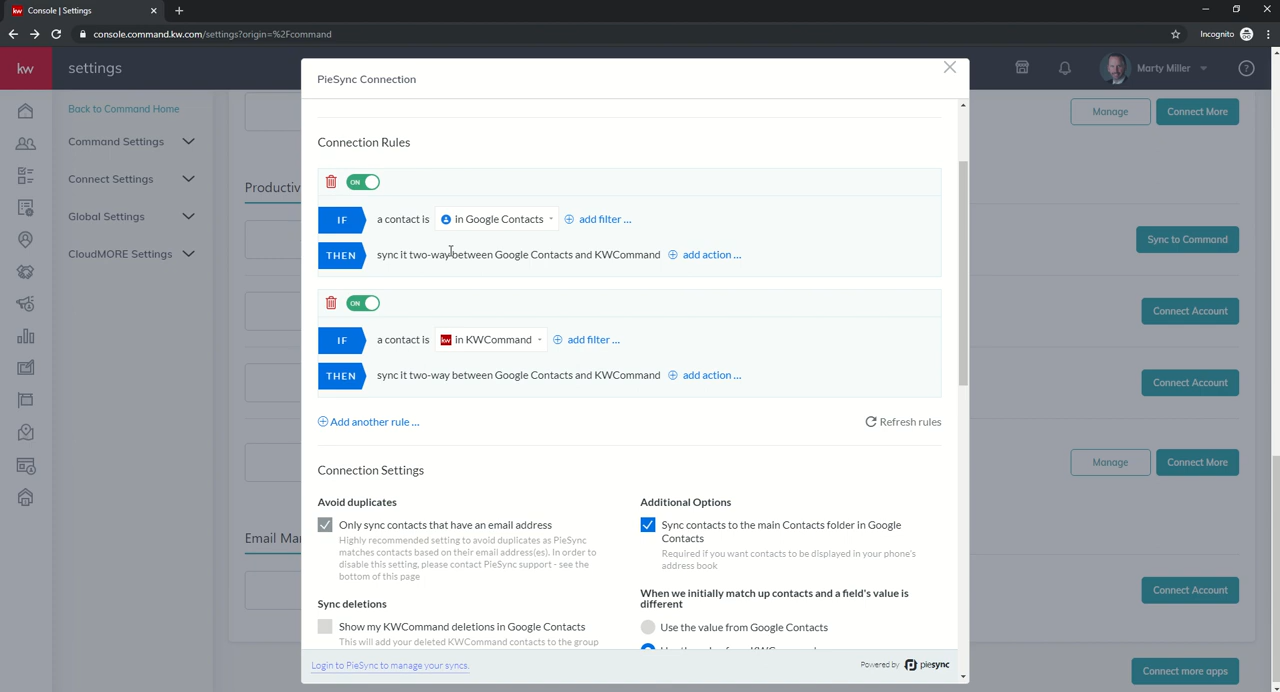 kw Console | Settings
console.command.kw.com/settings?origin=%2Fcommand
Incognito
kw
settings
Marty Miller
?
PieSync Connection
Back to Command Home
Command Settings
Connect Settings
Global Settings
CloudMORE Settings
Manage
Connect More
Productiv
Sync to Command
Connect Account
Connect Account
Manage
Connect More
Email Mar
Connect Account
Connect more apps
Connection Rules
ON
IF a contact is in Google Contacts add filter ...
THEN sync it two-way between Google Contacts and KWCommand add action ...
ON
IF a contact is kw in KWCommand add filter ...
THEN sync it two-way between Google Contacts and KWCommand add action ...
Add another rule ...
Refresh rules
Connection Settings
Avoid duplicates
Only sync contacts that have an email address
Highly recommended setting to avoid duplicates as PieSync
matches contacts based on their email address(es). In order to
disable this setting, please contact PieSync support - see the
bottom of this page
Sync deletions
Show my KWCommand deletions in Google Contacts
This will add your deleted KWCommand contacts to the group
Additional Options
Sync contacts to the main Contacts folder in Google
Contacts
Required if you want contacts to be displayed in your phone's
address book
When we initially match up contacts and a field's value is
different
Use the value from Google Contacts
Login to PieSync to manage your syncs.
Powered by piesync